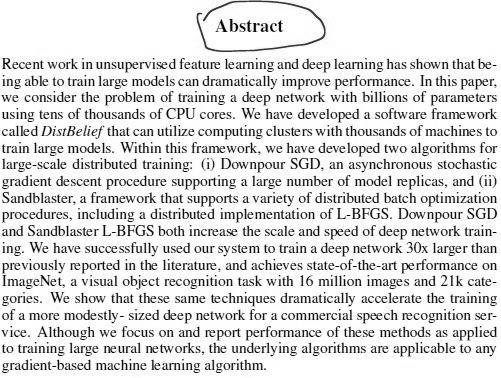 Abstract
Recent work in unsupervised feature learning and deep learning has shown that be-
ing able to train large models can dramatically improve performance. In this paper,
we consider the problem of training a deep network with billions of parameters
using tens of thousands of CPU cores. We have developed a software framework
called DistBelief that can utilize computing clusters with thousands of machines to
train large models. Within this framework, we have developed two algorithms for
large-scale distributed training: (i) Downpour SGD, an asynchronous stochastic
gradient descent procedure supporting a large number of model replicas, and (ii)
Sandblaster, a framework that supports a variety of distributed batch optimization
procedures, including a distributed implementation of L-BFGS. Downpour SGD
and Sandblaster L-BFGS both increase the scale and speed of deep network train-
ing. We have successfully used our system to train a deep network 30x larger than
previously reported in the literature, and achieves state-of-the-art performance on
ImageNet, a visual object recognition task with 16 million images and 21k cate-
gories. We show that these same techniques dramatically accelerate the training
of a more modestly- sized deep network for a commercial speech recognition ser-
vice. Although we focus on and report performance of these methods as applied
to training large neural networks, the underlying algorithms are applicable to any
gradient-based machine learning algorithm.